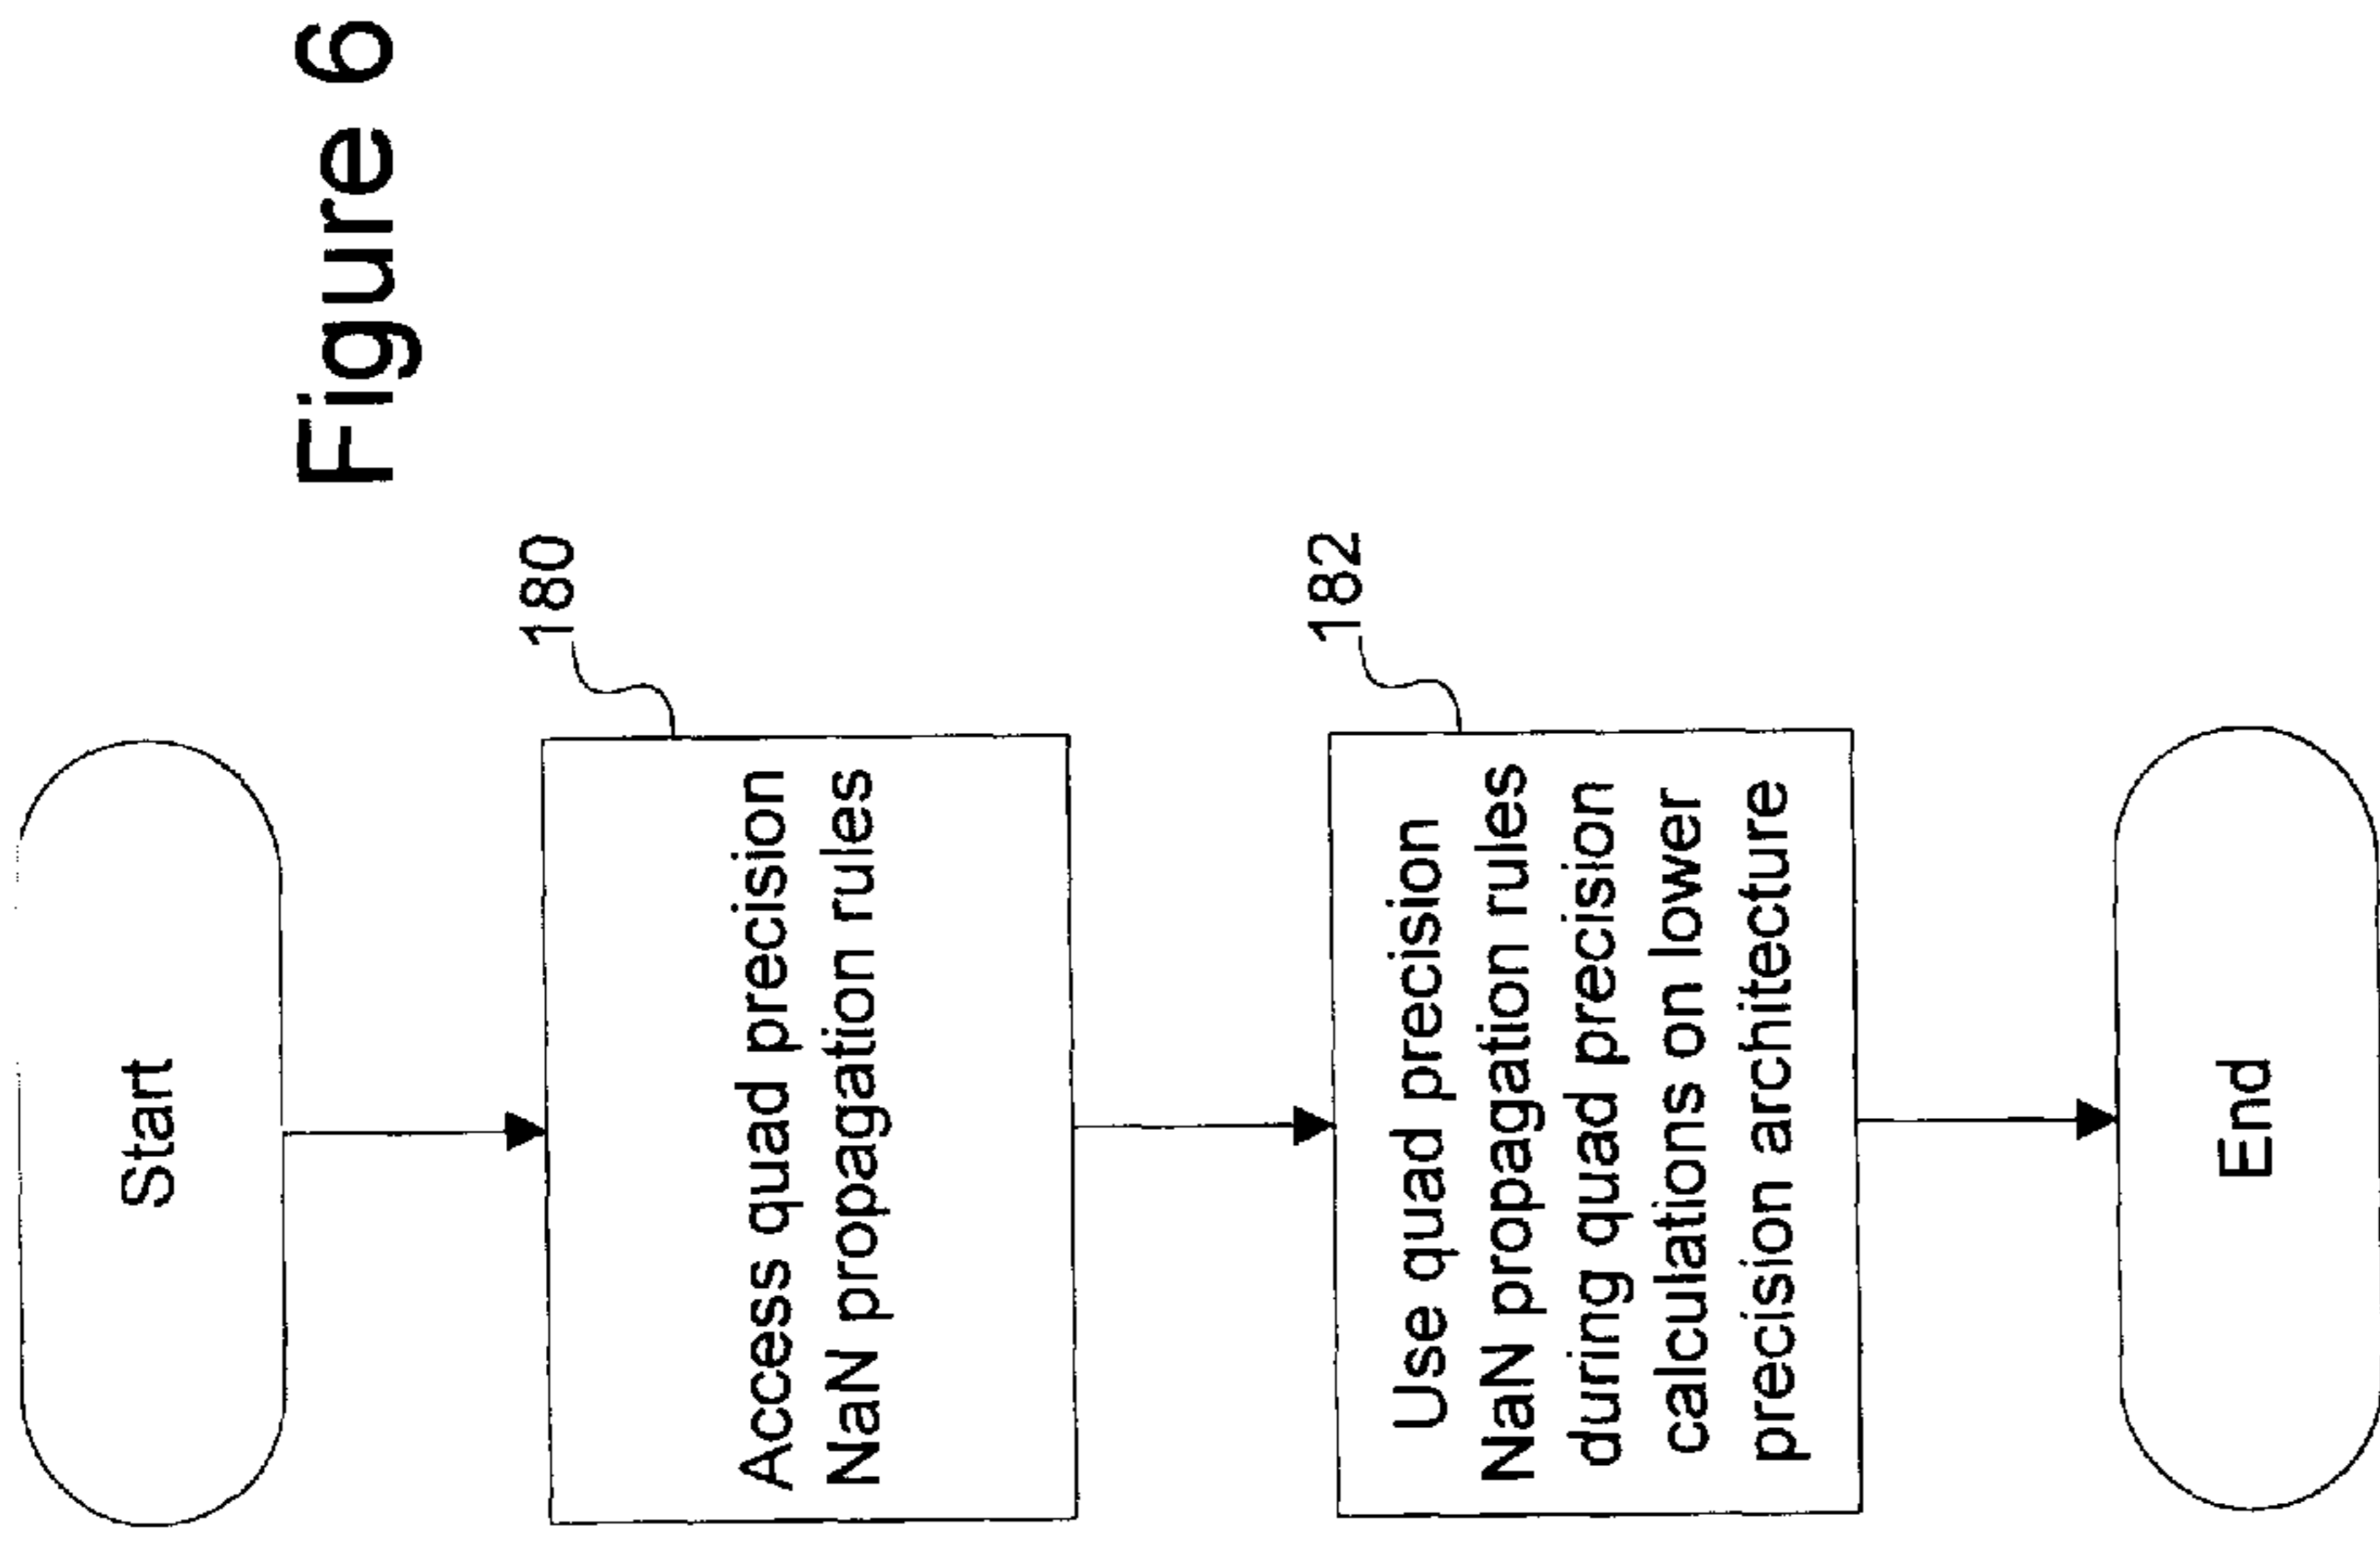 Figure 6
Start
180
Access quad precision
NaN propagation rules
182
Use quad precision
NaN propagation rules
during quad precision
calculations on lower
precision architecture
End